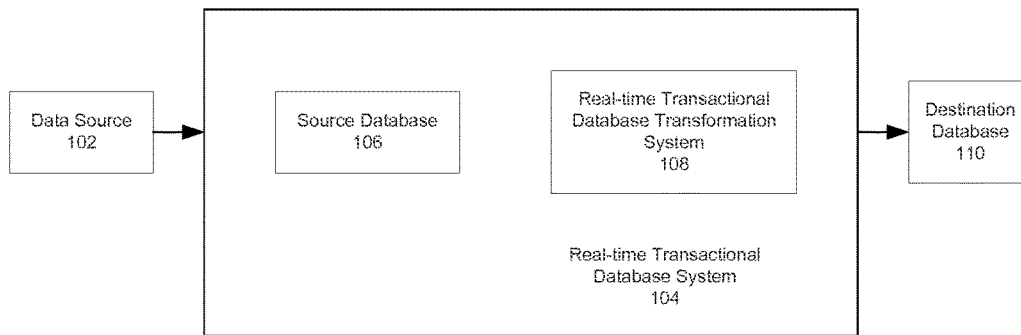 Data Source
102
Source Database
106
Real-time Transactional
Database Transformation
System
108
Real-time Transactional
Database System
104
Destination
Database
110